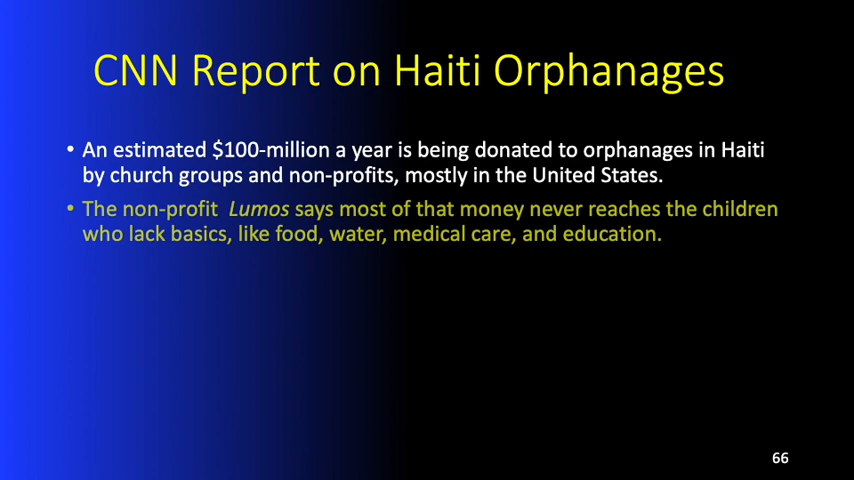 CNN Report on Haiti Orphanages
• An estimated $100-million a year is being donated to orphanages in Haiti
by church groups and non-profits, mostly in the United States.
• The non-profit Lumos says most of that money never reaches the children
who lack basics, like food, water, medical care, and education.
66